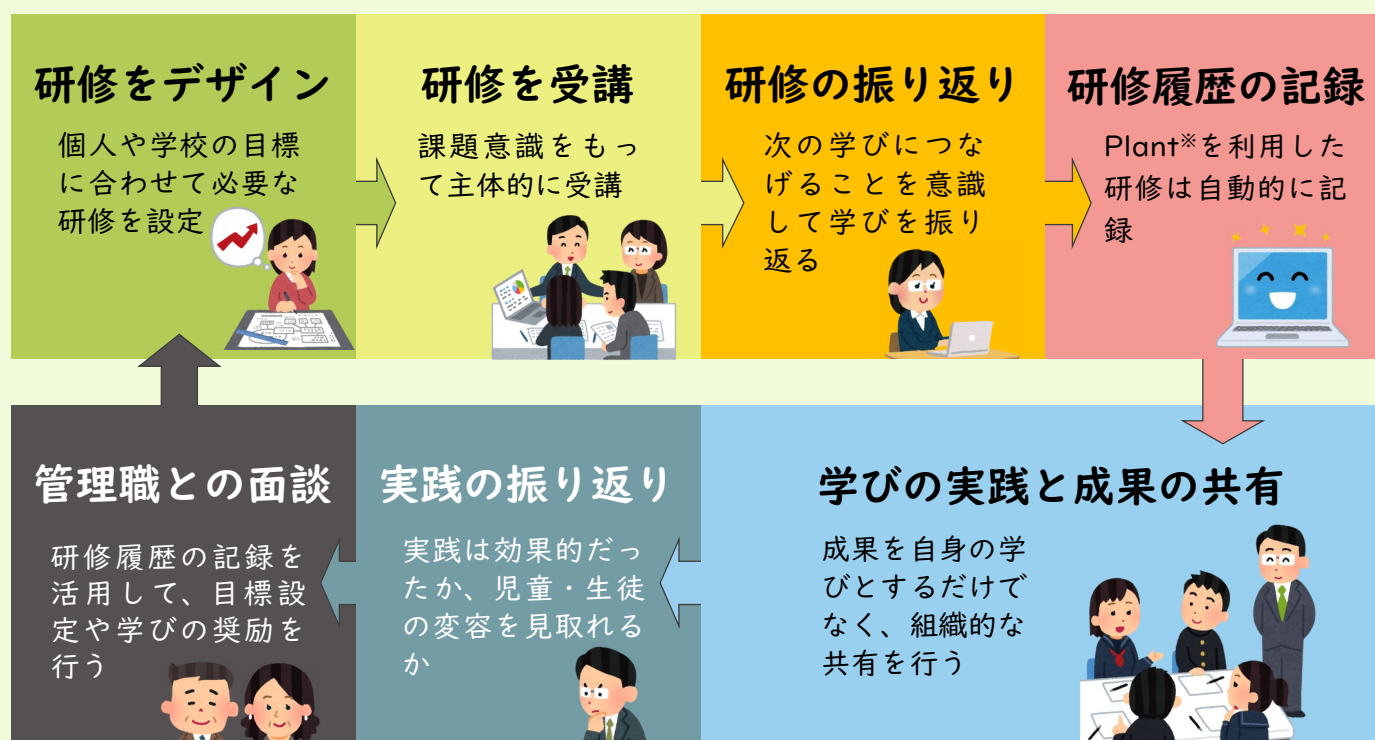 研修をデザイン
個人や学校の目標
に合わせて必要な
研修を設定
研修を受講
課題意識をもっ
て主体的に受講
研修の振り返り
次の学びにつな
げることを意識
して学びを振り
返る
研修履歴の記録
Plant※を利用した
研修は自動的に記
録
学びの実践と成果の共有
成果を自身の学
びとするだけで
なく、組織的な
共有を行う
実践の振り返り
実践は効果的だっ
たか、児童・生徒
の変容を見取れる
か
管理職との面談
研修履歴の記録を
活用して、目標設
定や学びの奨励を
行う